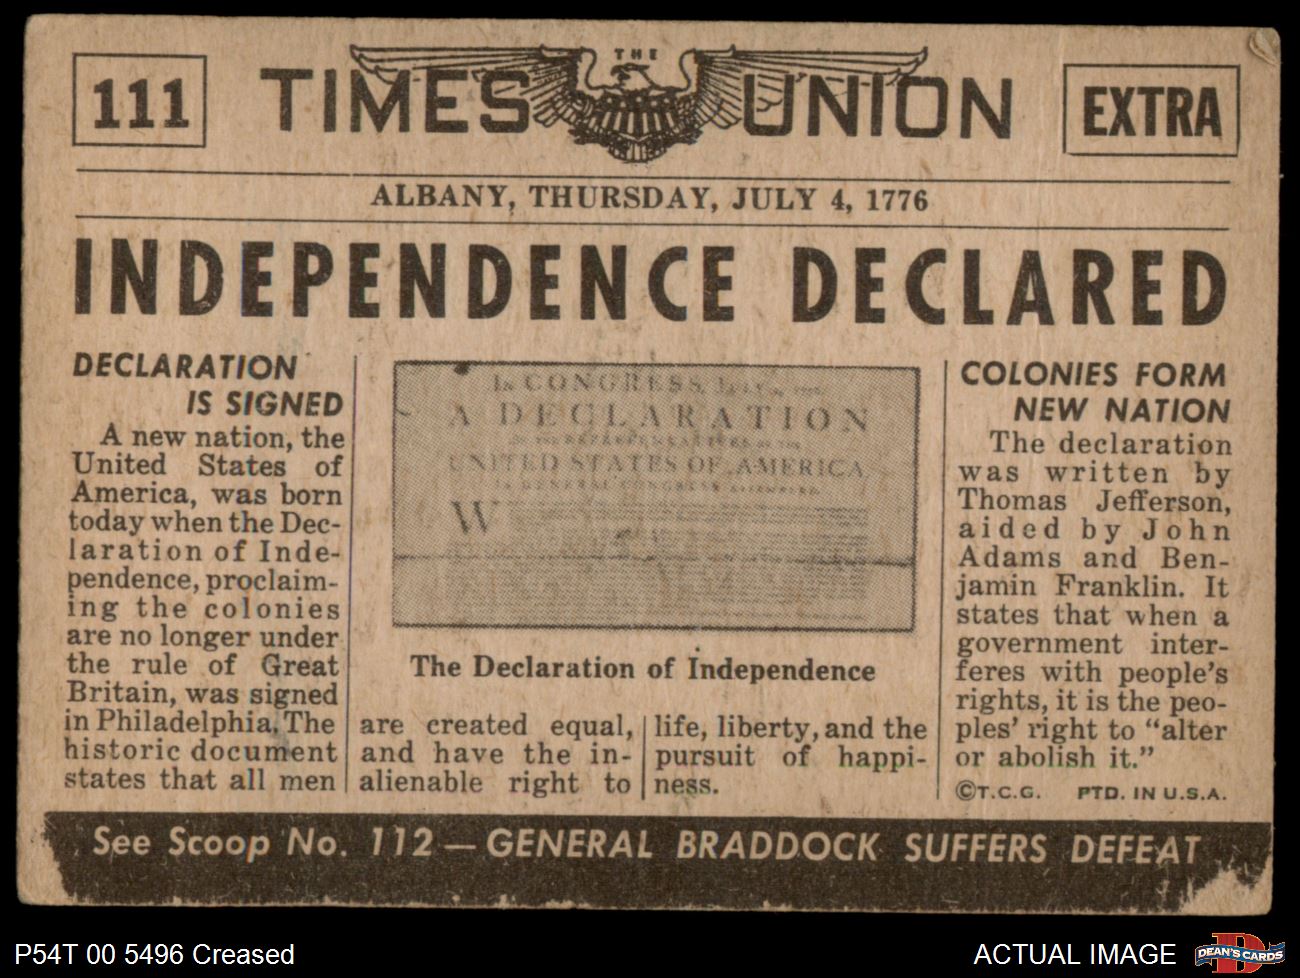 111
THE
TIMES UNION
EXTRA
ALBANY, THURSDAY, JULY 4, 1776
INDEPENDENCE DECLARED
DECLARATION
IS SIGNED
A new nation, the
United States of
America, was born
today when the Dec-
laration of Inde-
pendence, proclaim-
ing the colonies
are no longer under
the rule of Great
Britain, was signed
in Philadelphia. The
historic document
states that all men
IN CONGRESS, JULY
A DECLARATION
UNITED STATES OF AMERICA
GENERAL CONGRESS ASSEMBLED
W
The Declaration of Independence
are created equal,
and have the in-
alienable right to
life, liberty, and the
pursuit of happi-
ness.
COLONIES FORM
NEW NATION
The declaration
was written by
Thomas Jefferson,
aided by John
Adams and Ben-
jamin Franklin. It
states that when a
government inter-
feres with people's
rights, it is the peo-
ples' right to "alter
or abolish it."
©T.C.G. PTD. IN U.S.A.
See Scoop No. 112 — GENERAL BRADDOCK SUFFERS DEFEAT
P54T 00 5496 Creased
ACTUAL IMAGE
D
DEAN'S CARDS